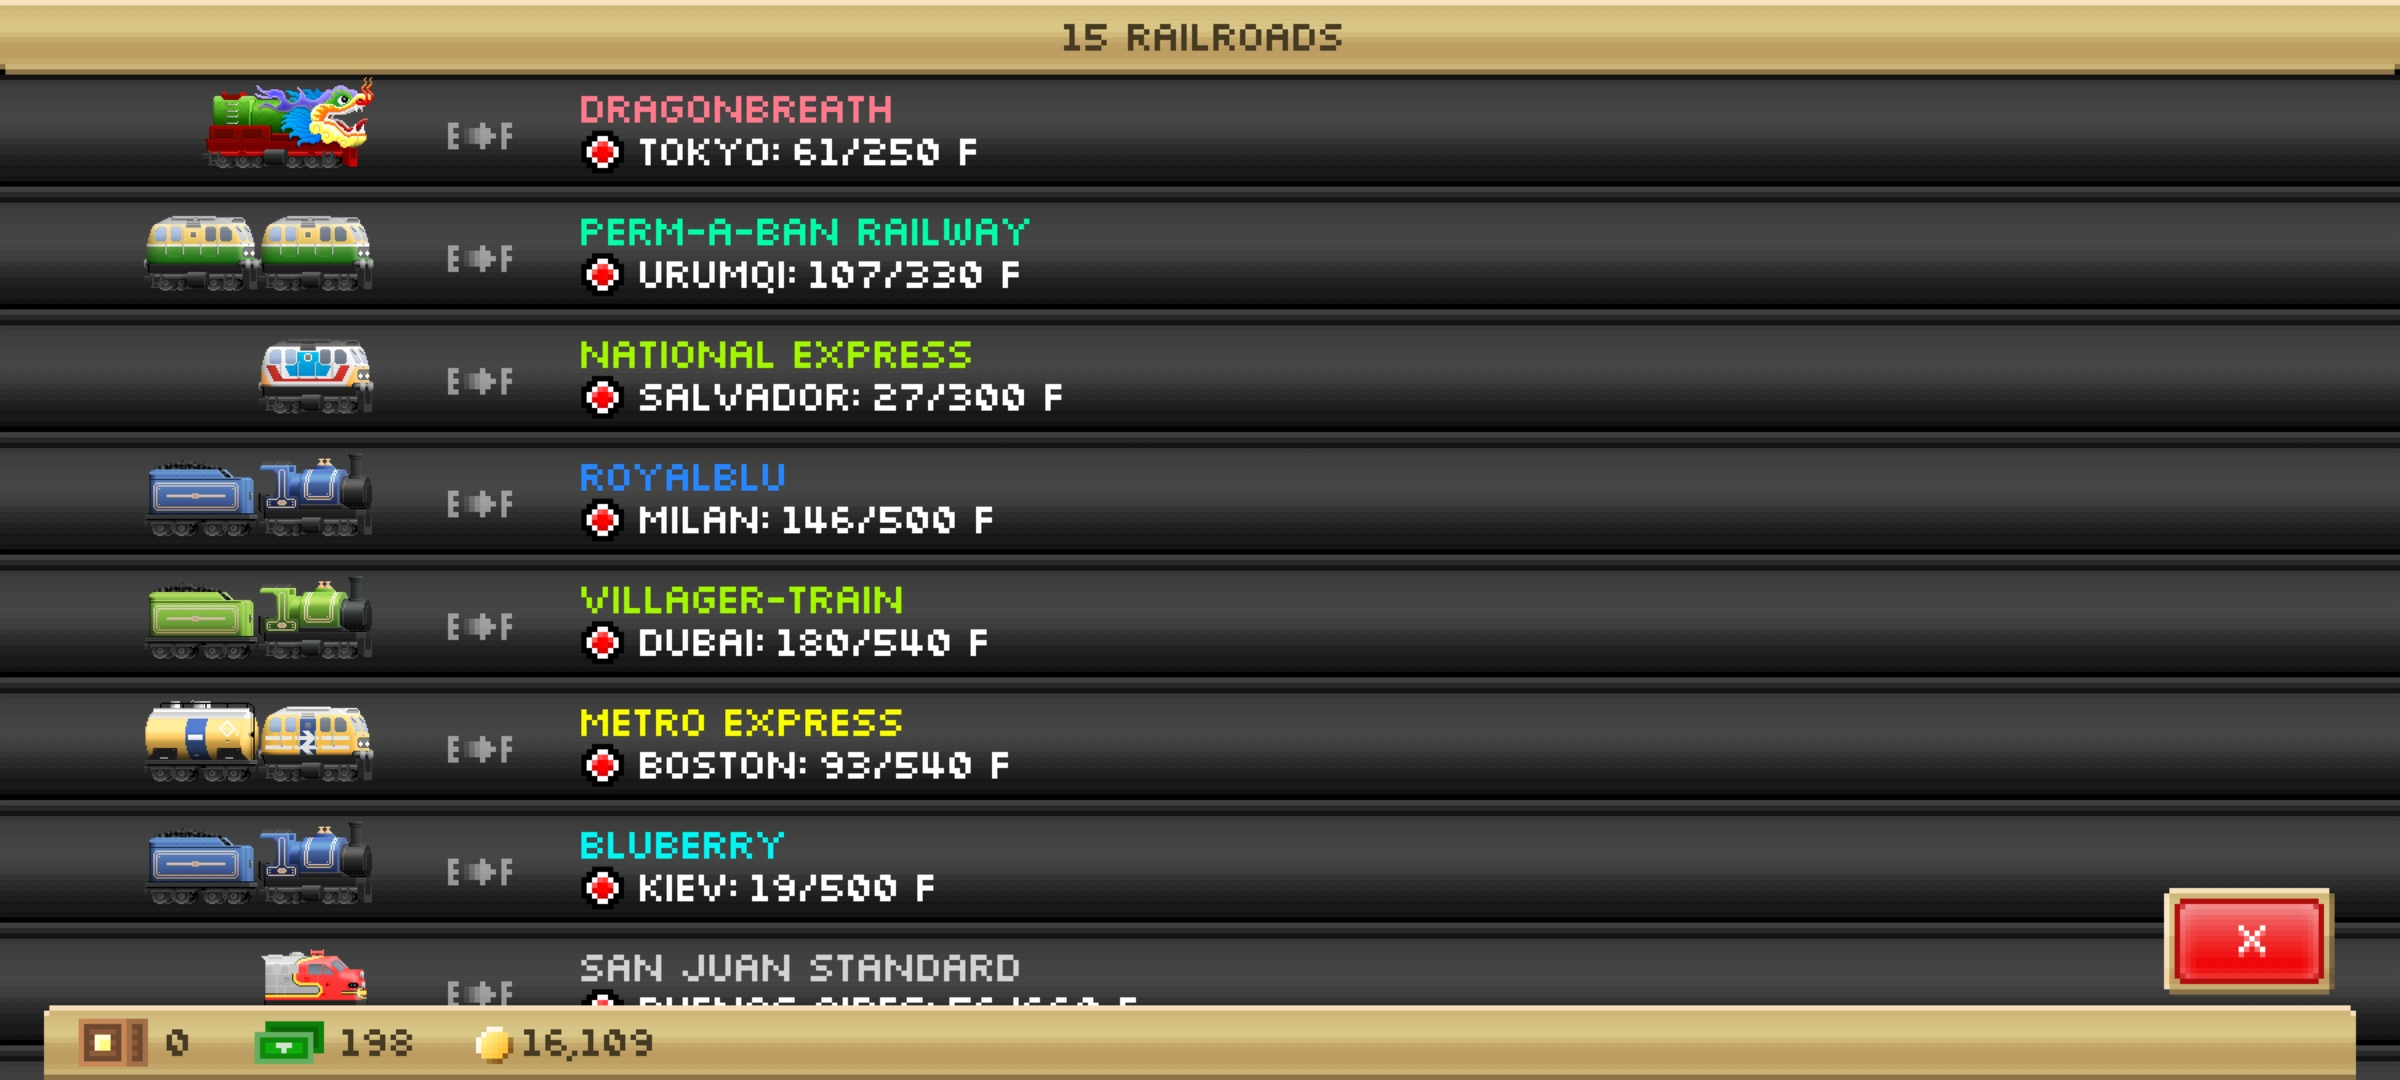 15 RAILROADS
E F
DRAGONBREATH
TOKYO: 61/250 F
E F
PERM-A-BAN RAILWAY
URUMQI: 107/330 F
E F
NATIONAL EXPRESS
SALVADOR: 27/300 F
E F
ROYALBLU
MILAN: 146/500 F
E F
VILLAGER-TRAIN
DUBAI: 180/540 F
E F
METRO EXPRESS
BOSTON: 93/540 F
E F
BLUBERRY
KIEV: 19/500 F
E F
SAN JUAN STANDARD
X
0 198 16,109